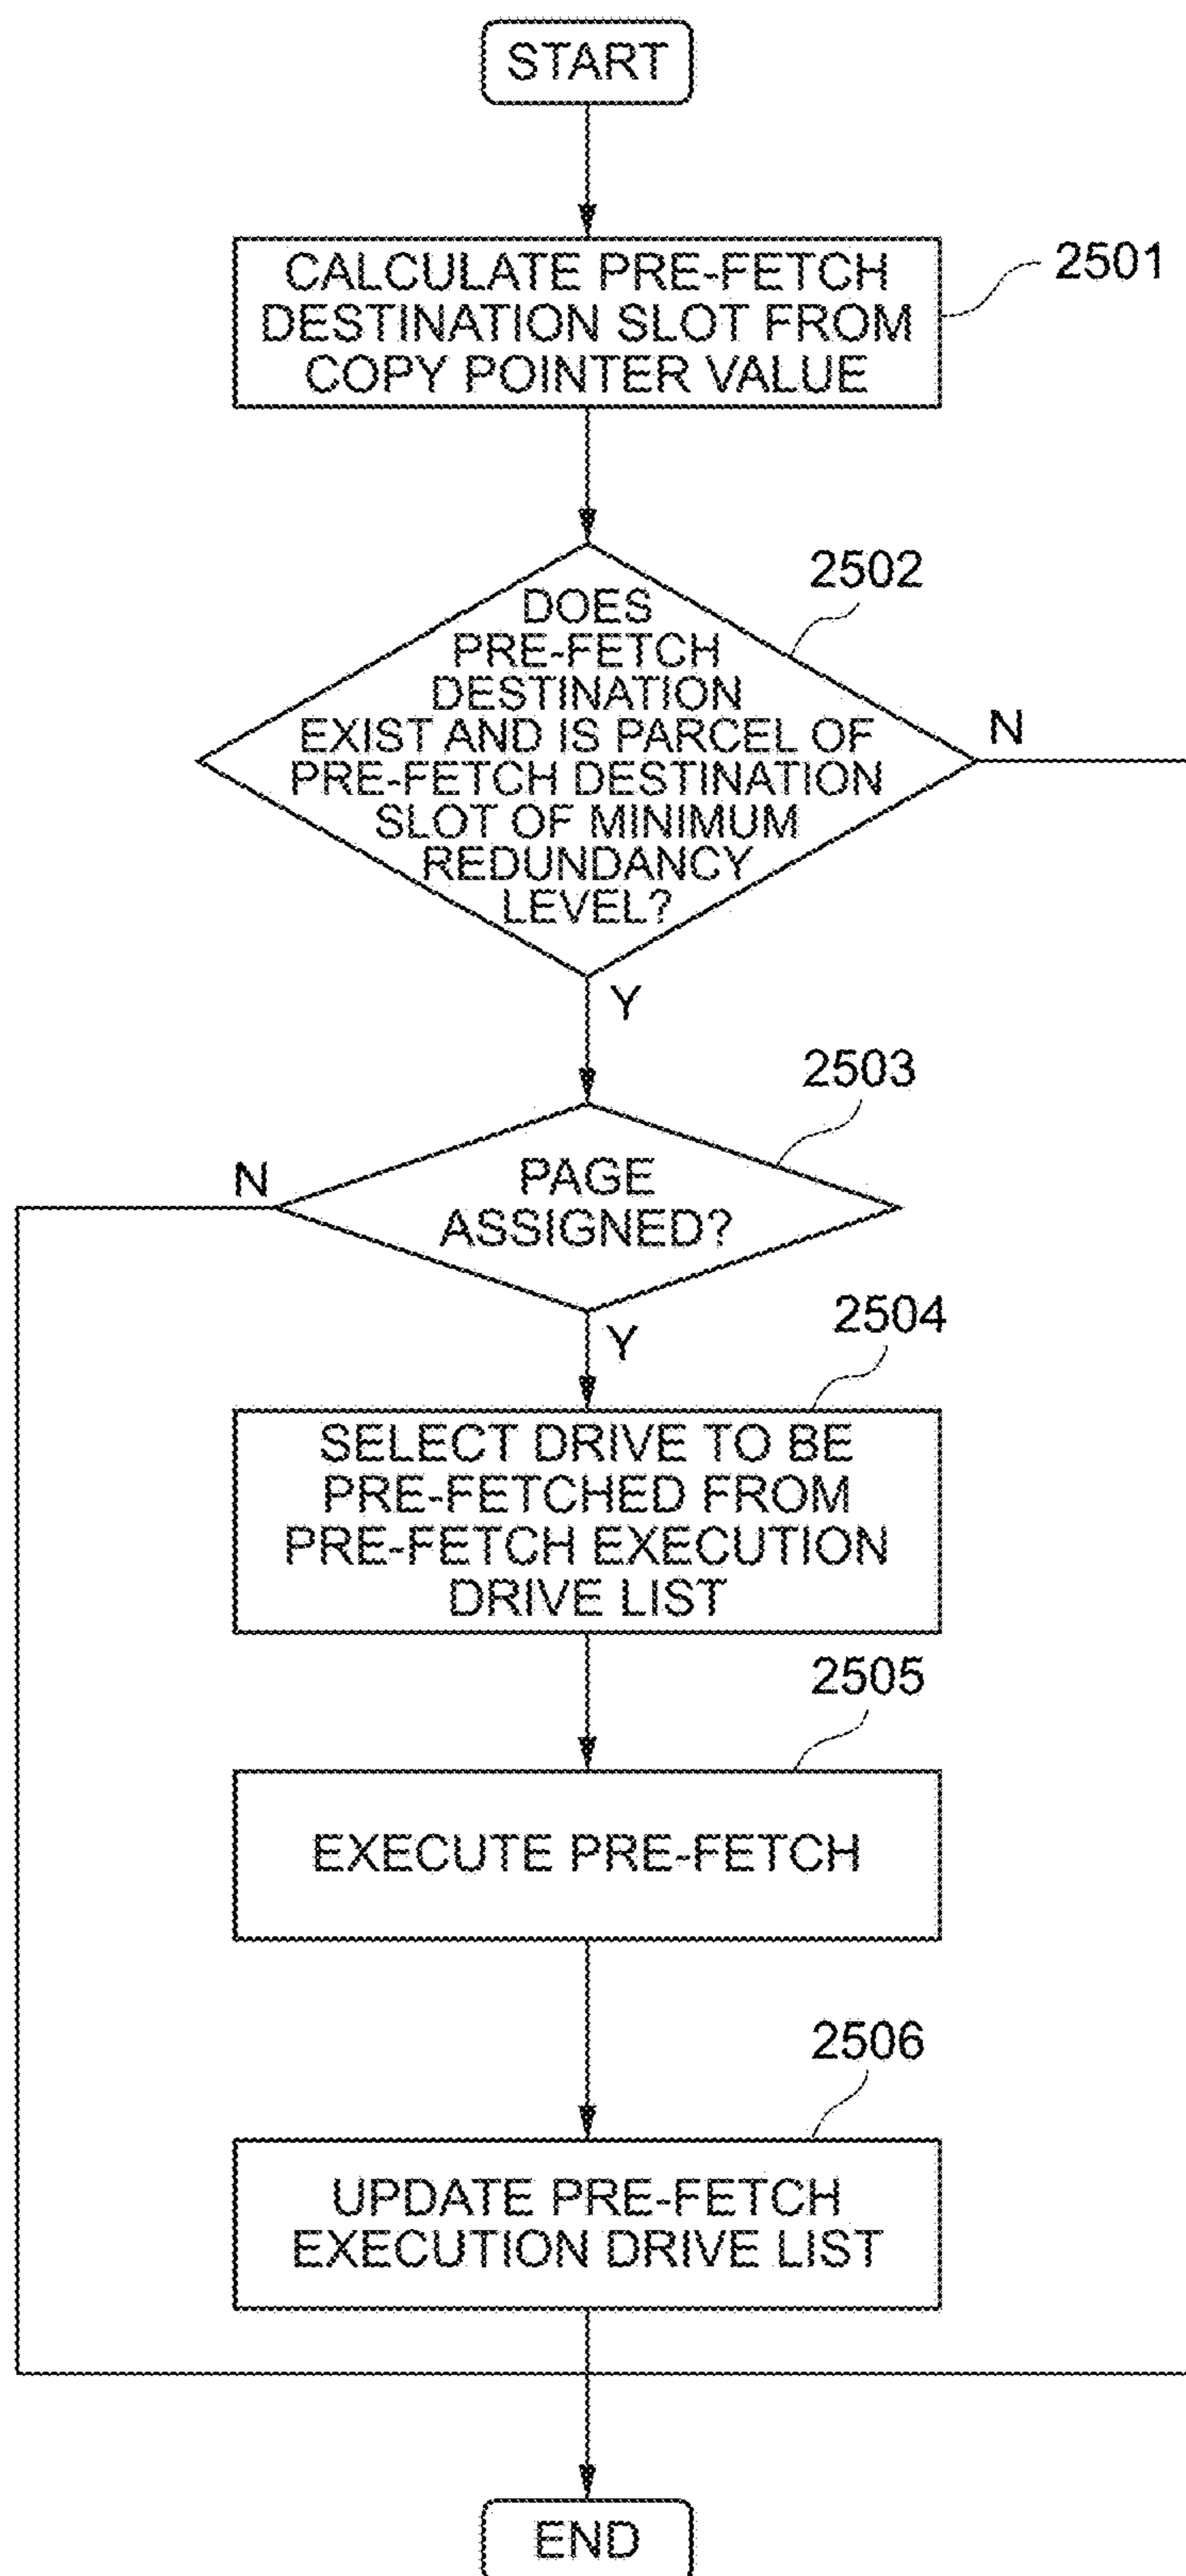 START
CALCULATE PRE-FETCH
DESTINATION SLOT FROM
COPY POINTER VALUE
2501
DOES
PRE-FETCH
DESTINATION
EXIST AND IS PARCEL OF
PRE-FETCH DESTINATION
SLOT OF MINIMUM
REDUNDANCY
LEVEL?
2502
N
Y
PAGE
ASSIGNED?
2503
N
Y
SELECT DRIVE TO BE
PRE-FETCHED FROM
PRE-FETCH EXECUTION
DRIVE LIST
2504
EXECUTE PRE-FETCH
2505
UPDATE PRE-FETCH
EXECUTION DRIVE LIST
2506
END